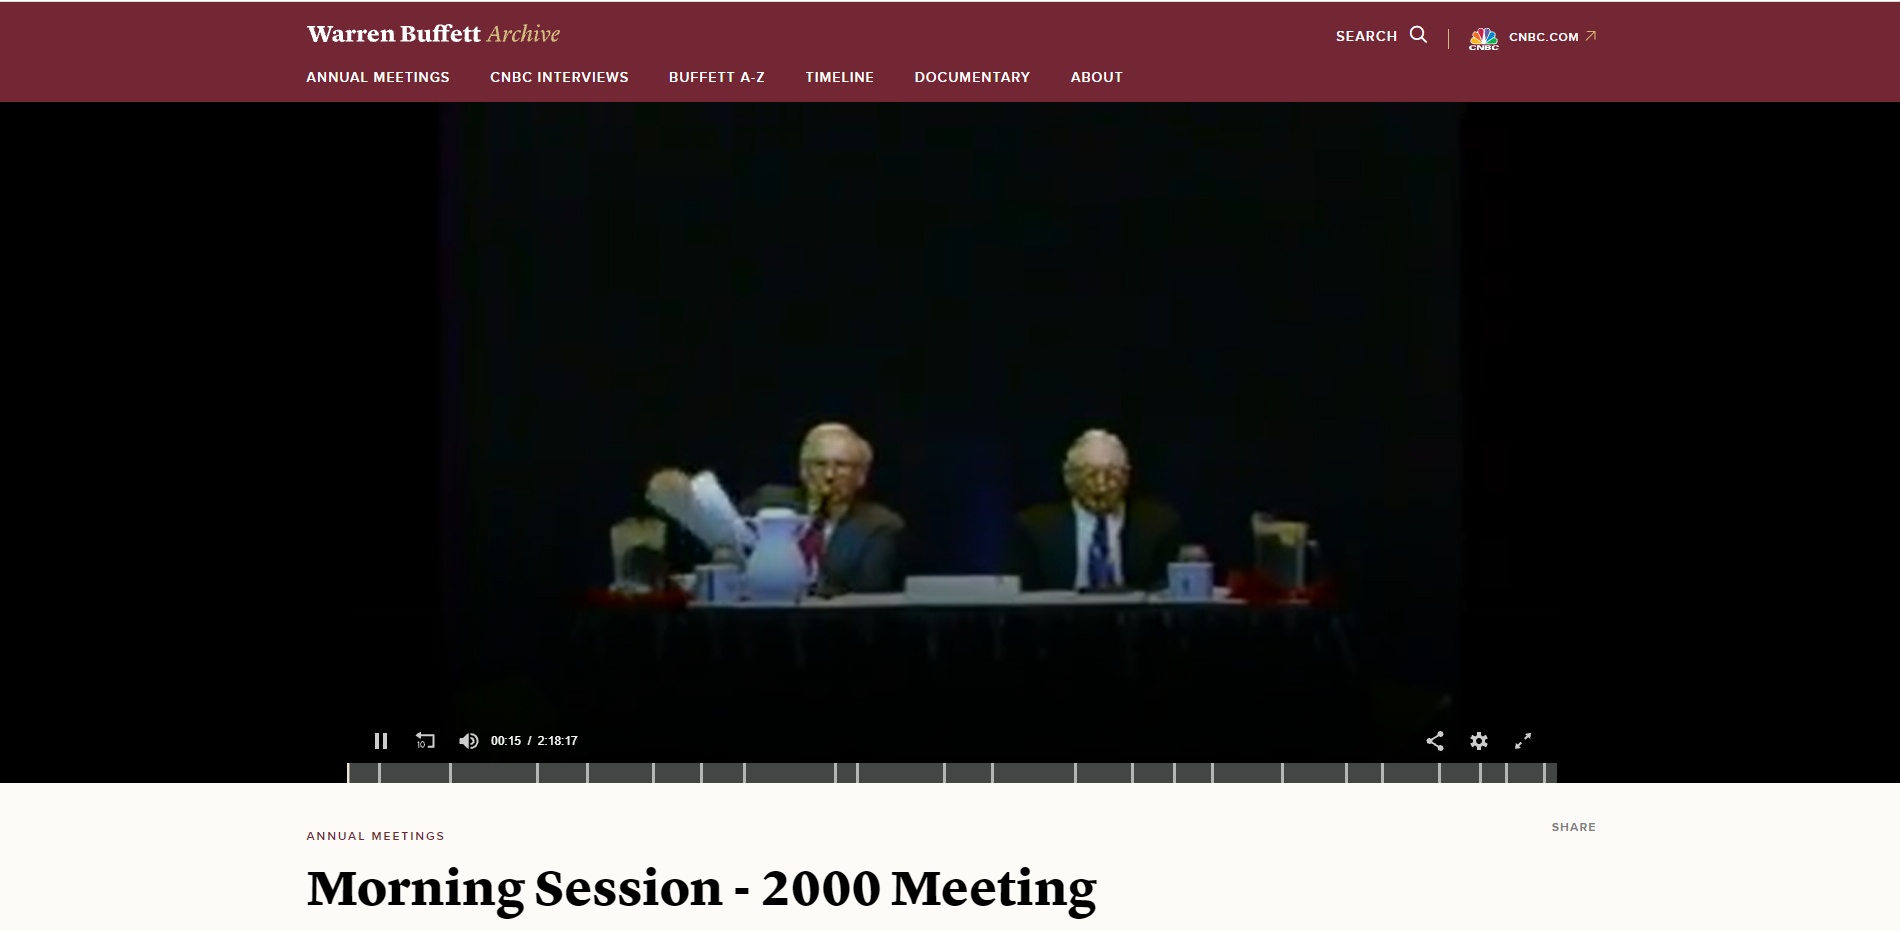 Warren Buffett Archive
SEARCH
CNBC
CNBC.COM
ANNUAL MEETINGS CNBC INTERVIEWS BUFFETT A-Z TIMELINE DOCUMENTARY ABOUT
10
00:15 / 2:18:17
ANNUAL MEETINGS
SHARE
Morning Session - 2000 Meeting